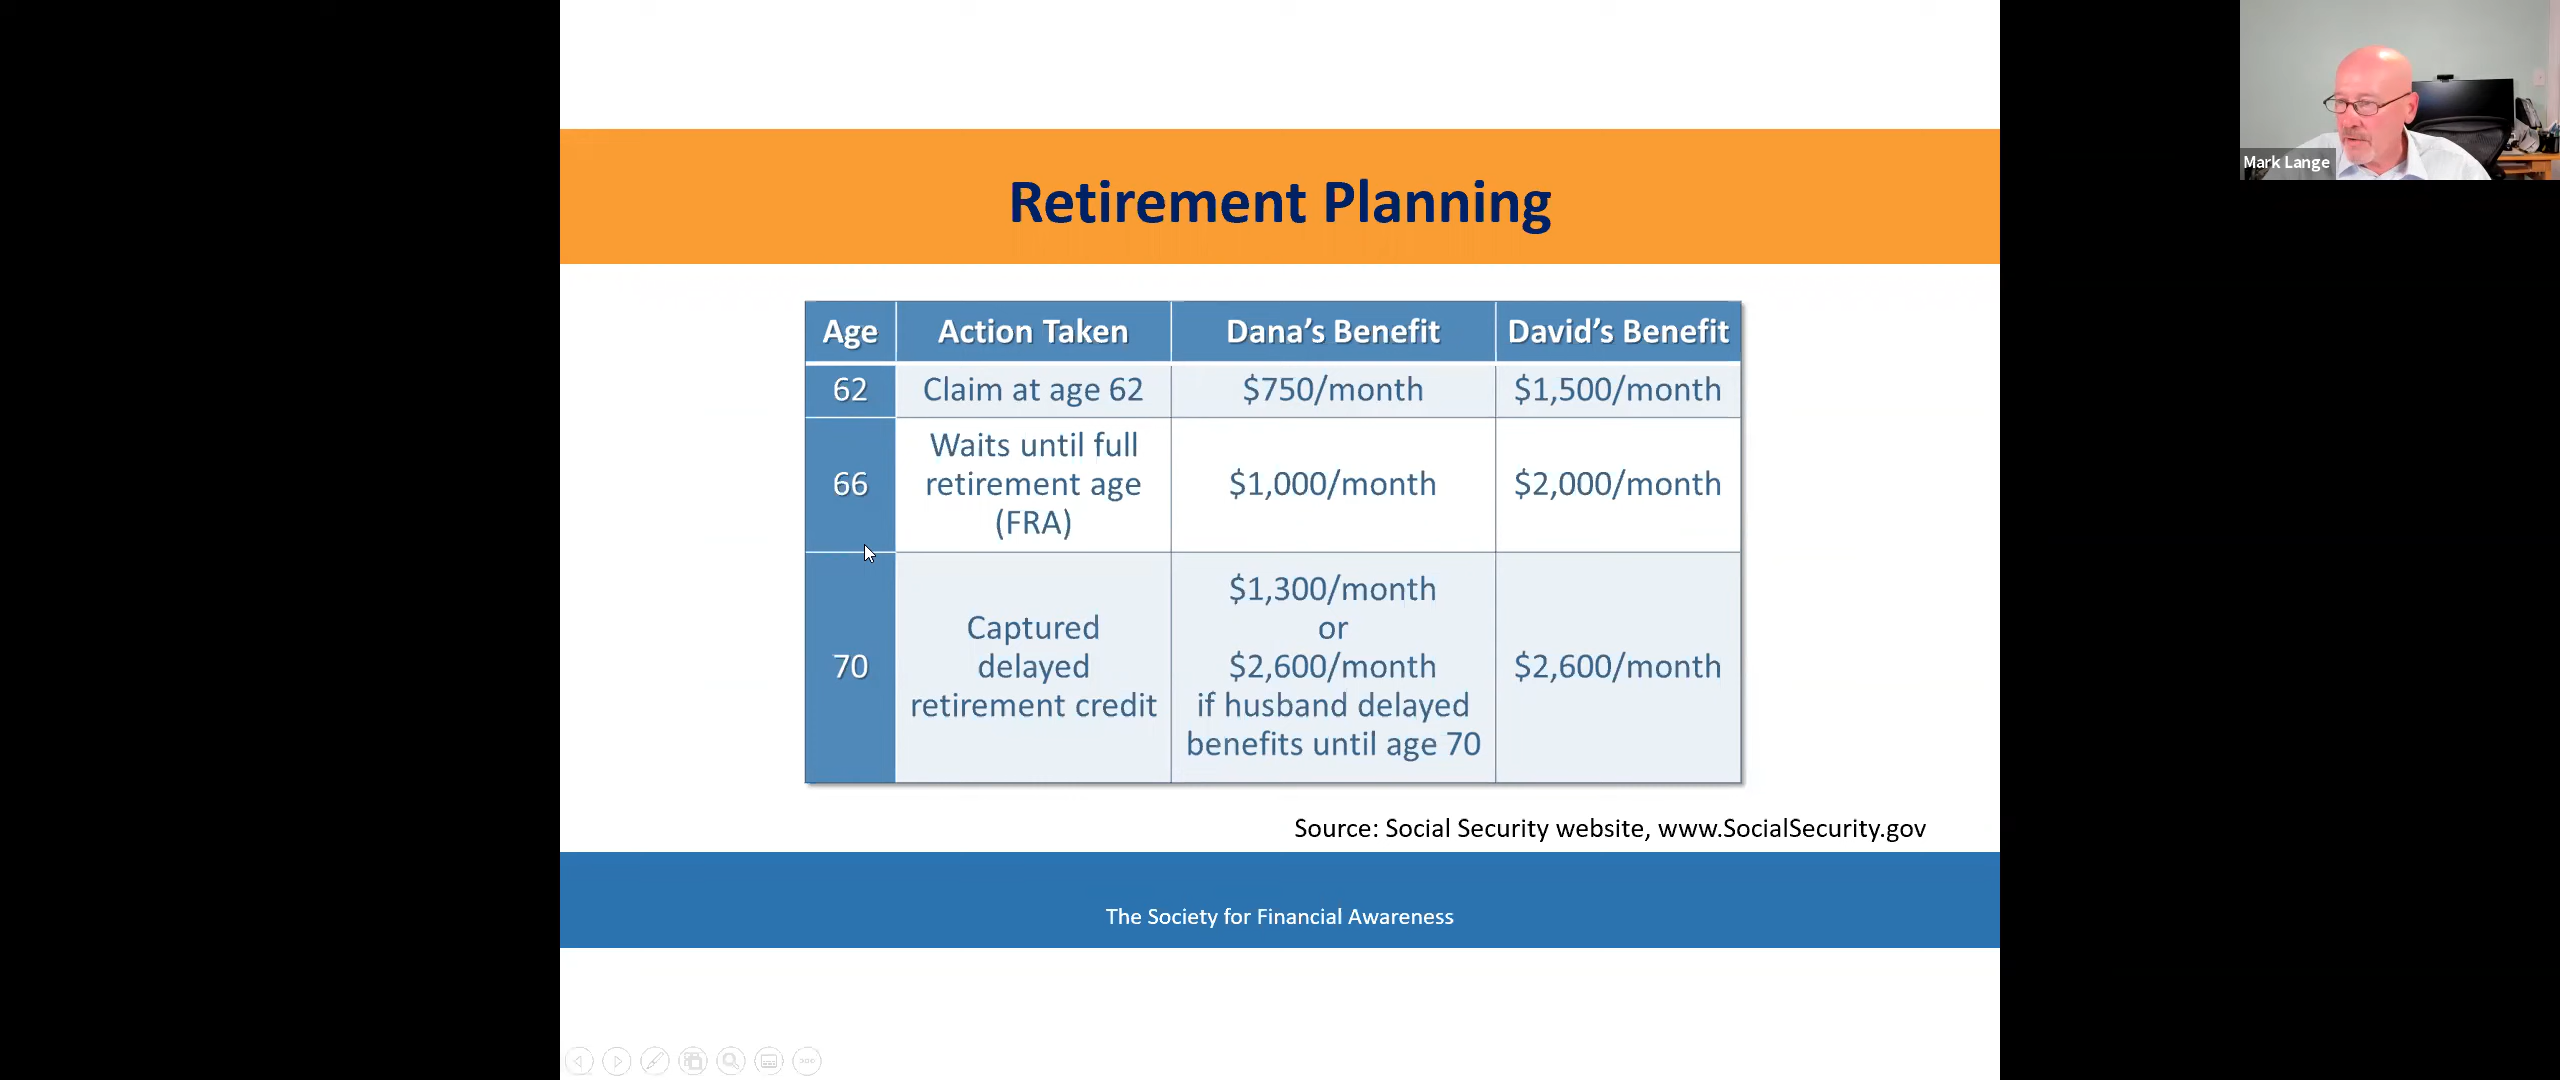 Mark Lange
Retirement Planning
Age Action Taken Dana's Benefit David's Benefit
62 Claim at age 62 $750/month $1,500/month
66 Waits until full
retirement age
(FRA) $1,000/month $2,000/month
70 Captured
delayed
retirement credit $1,300/month
or
$2,600/month
if husband delayed
benefits until age 70 $2,600/month
Source: Social Security website, www.SocialSecurity.gov
The Society for Financial Awareness